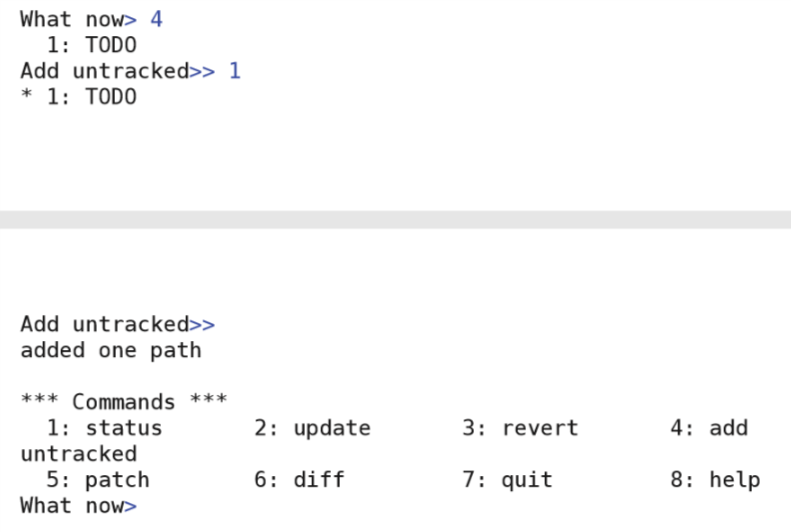 What now> 4
  1: TODO
Add untracked>> 1
* 1: TODO
Add untracked>>
added one path
*** Commands ***
  1: status       2: update       3: revert       4: add
untracked
  5: patch        6: diff         7: quit         8: help
What now>